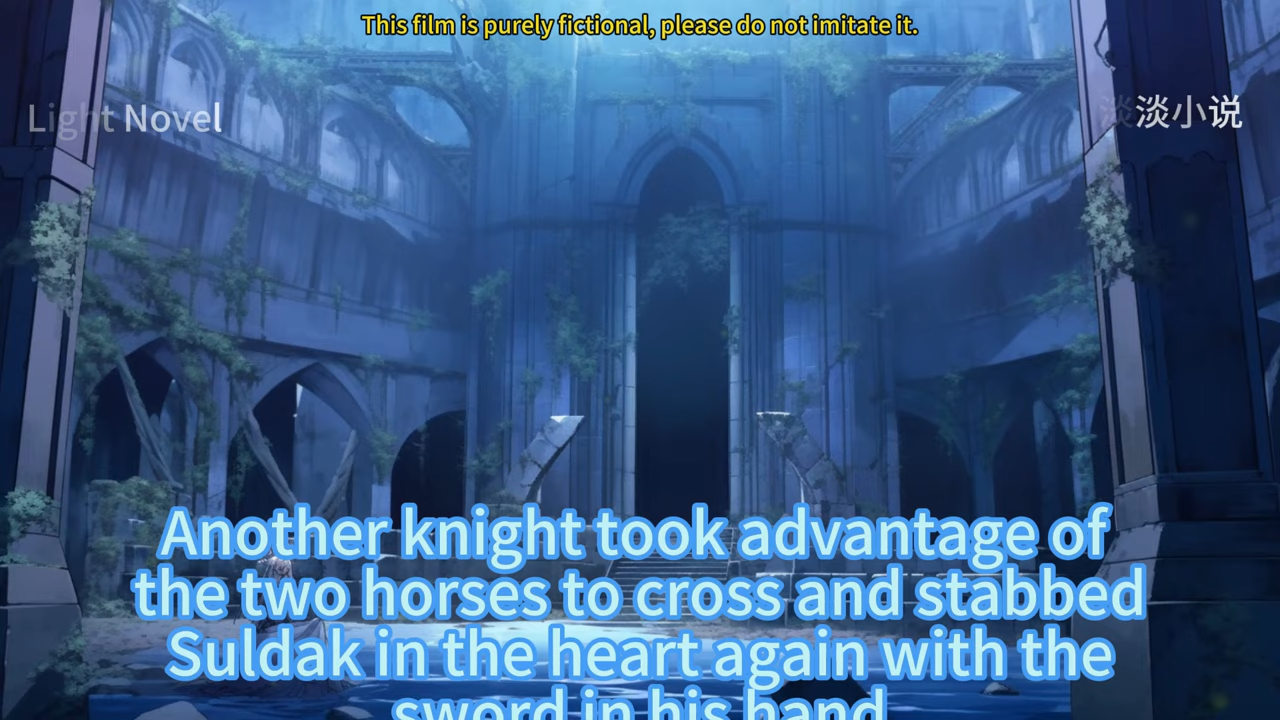 This film is purely fictional, please do not imitate it.
Light Novel
淡淡小说
Another knight took advantage of
the two horses to cross and stabbed
Suldak in the heart again with the
sword in his hand